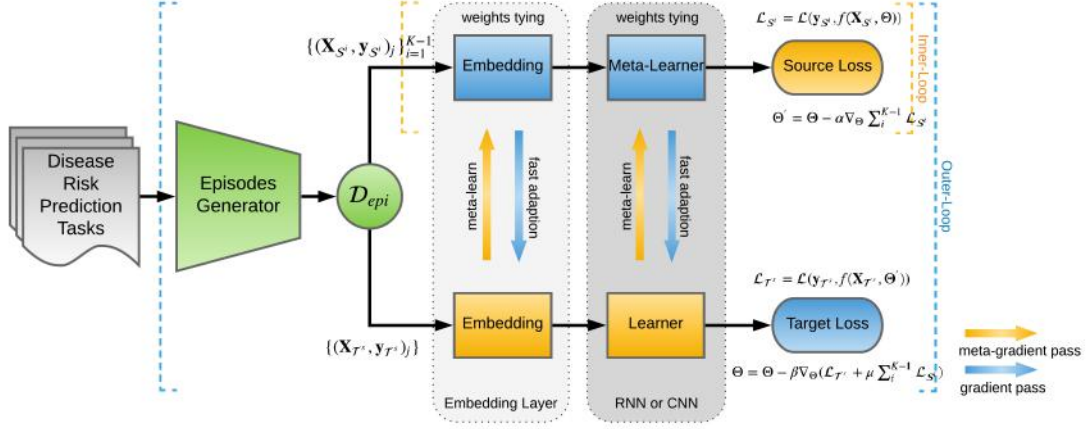 weights tying
weights tying
ℒ_{S^i} = ℒ(y_{S^i}, f(X_{S^i}, Θ))
{(X_{S^i}, y_{S^i})_j}_{i=1}^{K-1}
Embedding
Meta-Learner
Source Loss
Inner-Loop
Θ' = Θ - α∇_Θ ∑_i^{K-1} ℒ_{S^i}
Disease
Risk
Prediction
Tasks
Episodes
Generator
𝒟_{epi}
meta-learn
fast adaption
meta-learn
fast adaption
Outer-Loop
ℒ_{𝒯^x} = ℒ(y_{𝒯^x}, f(X_{𝒯^x}, Θ'))
Embedding
Learner
Target Loss
{(X_{𝒯^x}, y_{𝒯^x})_j}
meta-gradient pass
Θ = Θ - β∇_Θ(ℒ_{𝒯^x} + μ ∑_i^{K-1} ℒ_{S^i})
gradient pass
Embedding Layer
RNN or CNN